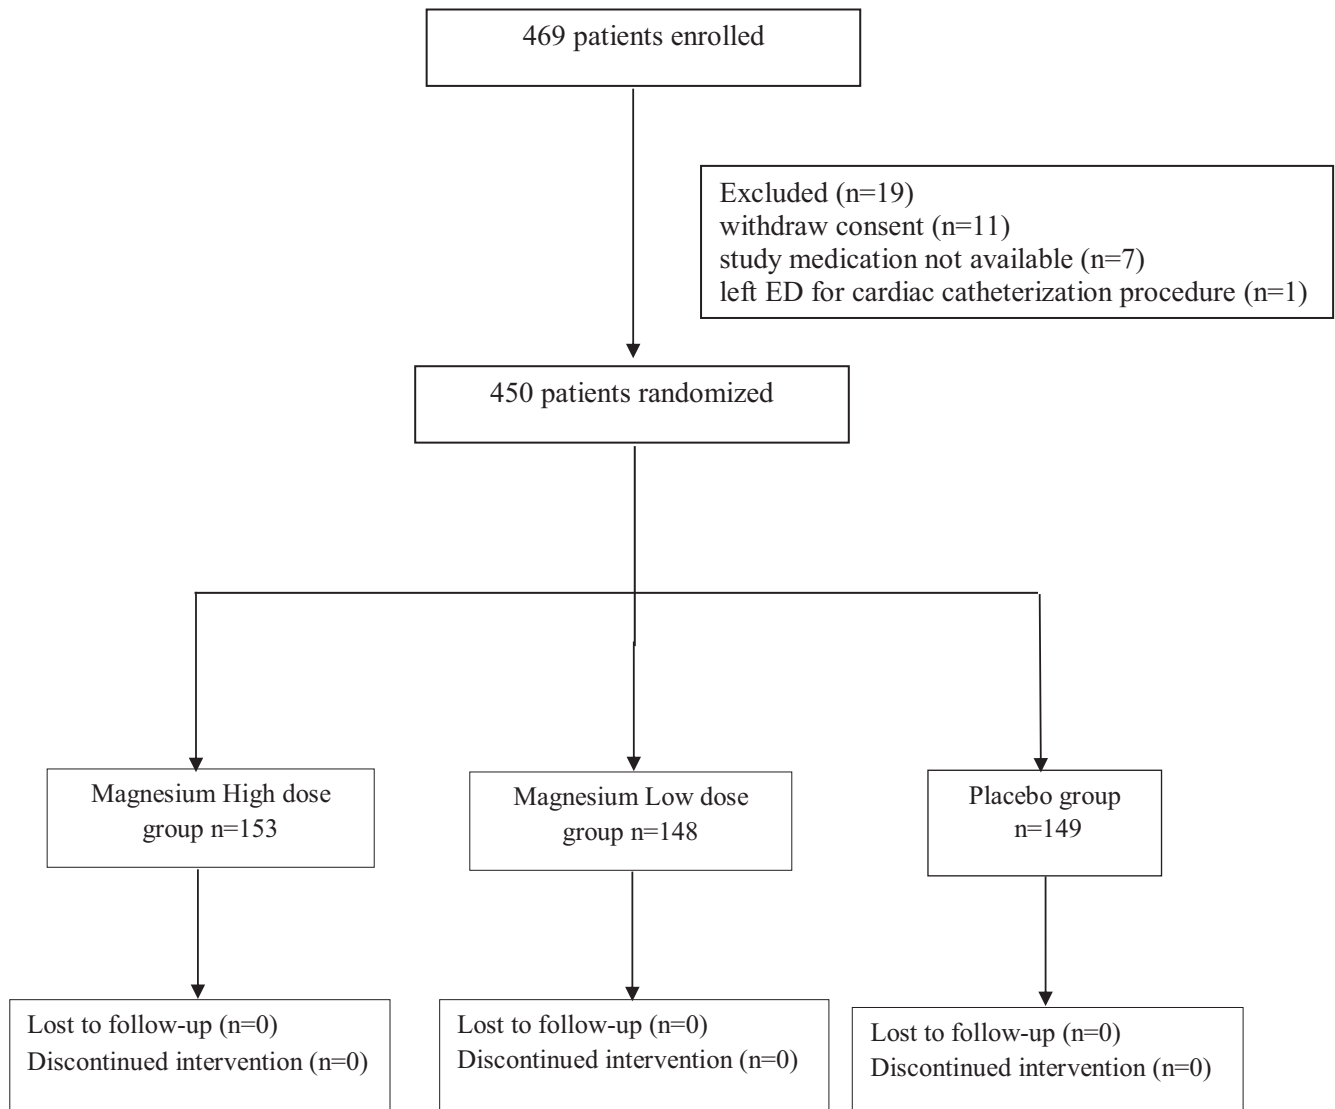 469 patients enrolled
Excluded (n=19)
withdraw consent (n=11)
study medication not available (n=7)
left ED for cardiac catheterization procedure (n=1)
450 patients randomized
Magnesium High dose
group n=153
Magnesium Low dose
group n=148
Placebo group
n=149
Lost to follow-up (n=0)
Discontinued intervention (n=0)
Lost to follow-up (n=0)
Discontinued intervention (n=0)
Lost to follow-up (n=0)
Discontinued intervention (n=0)